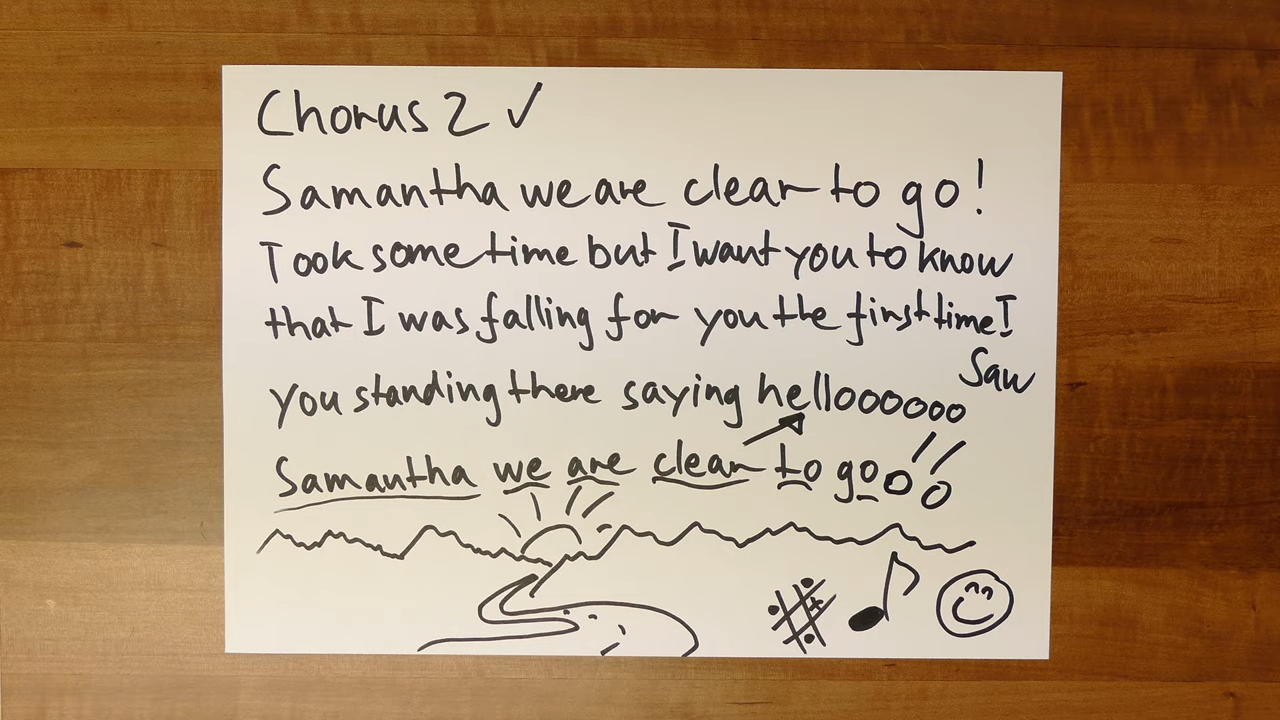 Chorus 2 ✓
Samantha we are clear to go!
Took some time but I want you to know
that I was falling for you the first time I
saw
you standing there saying helloooooo
Samantha we are clear to go!!